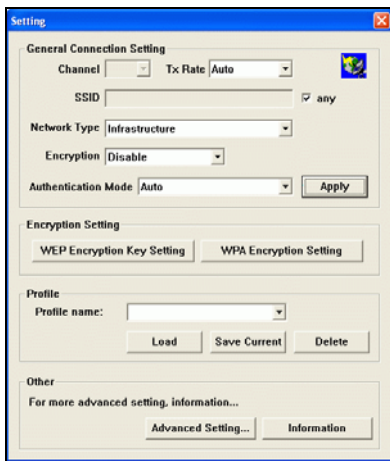 Setting
General Connection Setting
Channel Tx Rate Auto
SSID any
Network Type Infrastructure
Encryption Disable
Authentication Mode Auto Apply
Encryption Setting
WEP Encryption Key Setting WPA Encryption Setting
Profile
Profile name:
Load Save Current Delete
Other
For more advanced setting, information...
Advanced Setting... Information